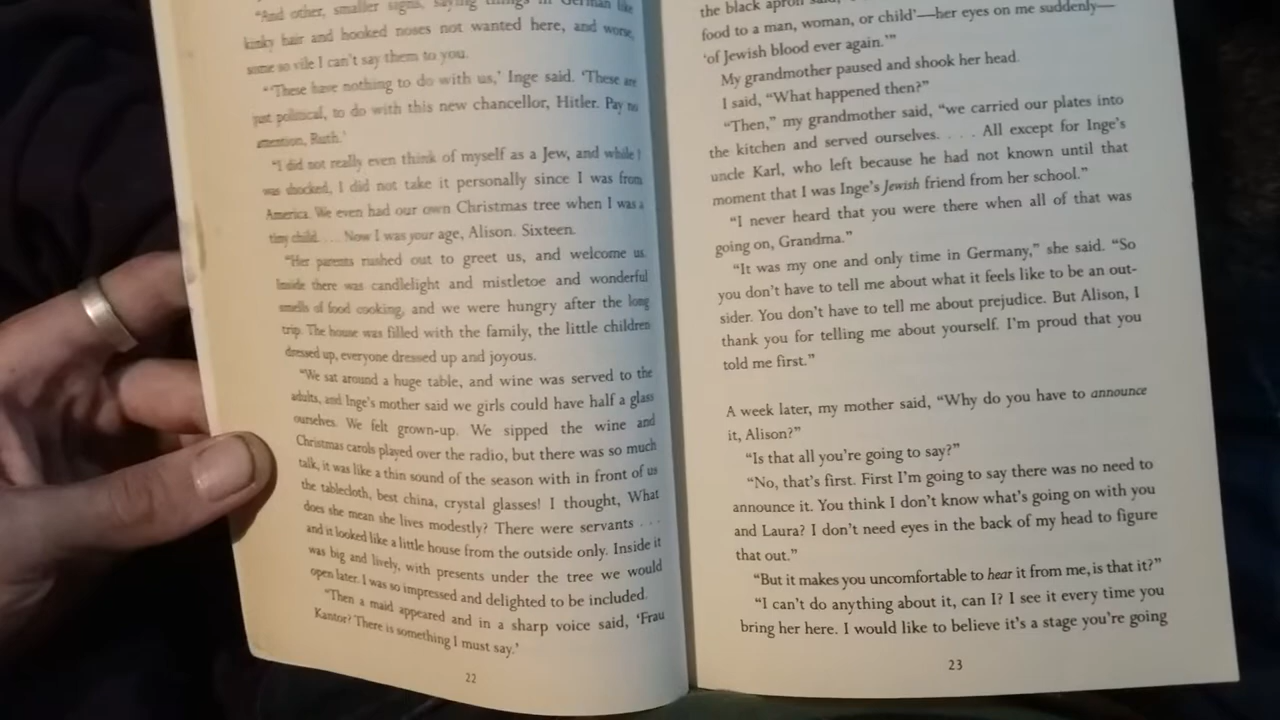 "And other, smaller signs, saying things in German like
kinky hair and hooked noses not wanted here, and worse,
some so vile I can't say them to you.
"'These have nothing to do with us,' Inge said. 'These are
just political, to do with this new chancellor, Hitler. Pay no
attention, Ruth.'
"I did not really even think of myself as a Jew, and while I
was shocked, I did not take it personally since I was from
America. We even had our own Christmas tree when I was a
tiny child. . . . Now I was your age, Alison. Sixteen.
"Her parents rushed out to greet us, and welcome us.
Inside there was candlelight and mistletoe and wonderful
smells of food cooking, and we were hungry after the long
trip. The house was filled with the family, the little children
dressed up, everyone dressed up and joyous.
"We sat around a huge table, and wine was served to the
adults, and Inge's mother said we girls could have half a glass
ourselves. We felt grown-up. We sipped the wine and
Christmas carols played over the radio, but there was so much
talk, it was like a thin sound of the season with in front of us
the tablecloth, best china, crystal glasses! I thought, What
does she mean she lives modestly? There were servants . . .
and it looked like a little house from the outside only. Inside it
was big and lively, with presents under the tree we would
open later. I was so impressed and delighted to be included.
"Then a maid appeared and in a sharp voice said, 'Frau
Kantor? There is something I must say.'
22
the black apron said,
food to a man, woman, or child'—her eyes on me suddenly—
'of Jewish blood ever again.'"
My grandmother paused and shook her head.
I said, "What happened then?"
"Then," my grandmother said, "we carried our plates into
the kitchen and served ourselves. . . . All except for Inge's
uncle Karl, who left because he had not known until that
moment that I was Inge's Jewish friend from her school."
"I never heard that you were there when all of that was
going on, Grandma."
"It was my one and only time in Germany," she said. "So
you don't have to tell me about what it feels like to be an out-
sider. You don't have to tell me about prejudice. But Alison, I
thank you for telling me about yourself. I'm proud that you
told me first."
A week later, my mother said, "Why do you have to announce
it, Alison?"
"Is that all you're going to say?"
"No, that's first. First I'm going to say there was no need to
announce it. You think I don't know what's going on with you
and Laura? I don't need eyes in the back of my head to figure
that out."
"But it makes you uncomfortable to hear it from me, is that it?"
"I can't do anything about it, can I? I see it every time you
bring her here. I would like to believe it's a stage you're going
23